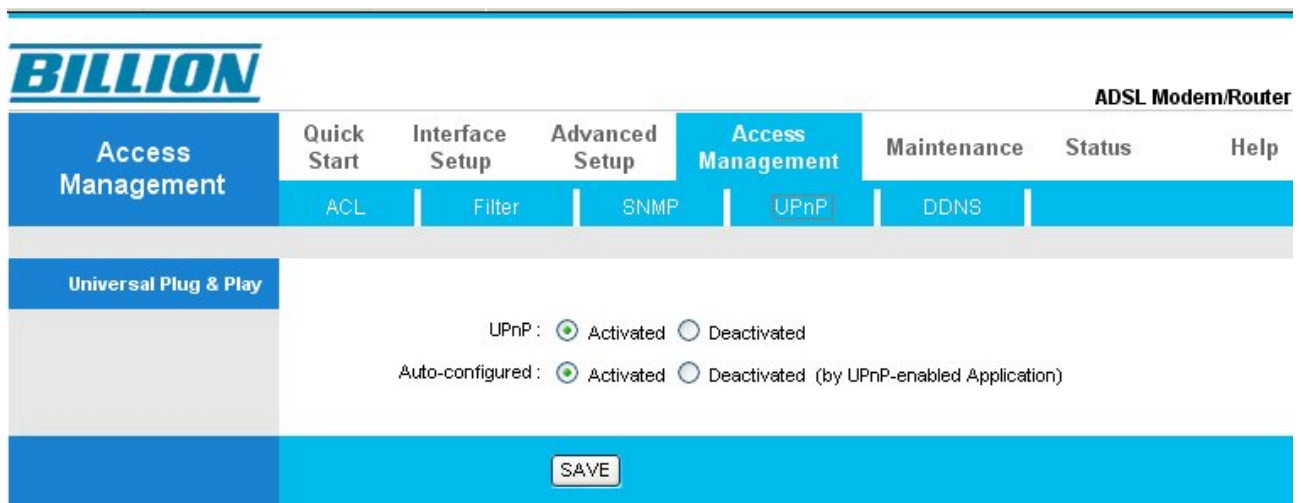 BILLION
ADSL Modem/Router
Access Management
Quick Start
Interface Setup
Advanced Setup
Access Management
Maintenance
Status
Help
ACL
Filter
SNMP
UPnP
DDNS
Universal Plug & Play
UPnP : Activated Deactivated
Auto-configured : Activated Deactivated (by UPnP-enabled Application)
SAVE